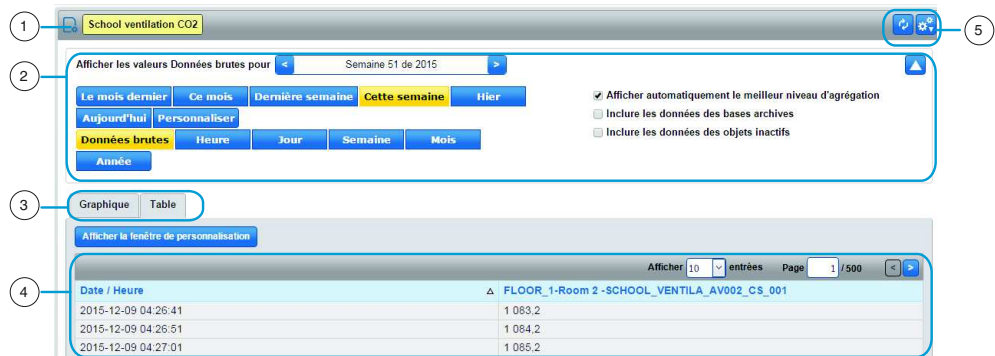 1
School ventilation CO2
5
2
Afficher les valeurs Données brutes pour < Semaine 51 de 2015 >
Le mois dernier Ce mois Dernière semaine Cette semaine Hier
Aujourd'hui Personnaliser
Données brutes Heure Jour Semaine Mois
Année
Afficher automatiquement le meilleur niveau d'agrégation
Inclure les données des bases archives
Inclure les données des objets inactifs
3
Graphique Table
Afficher la fenêtre de personnalisation
4
Afficher 10 entrées Page 1 / 500 < >
Date / Heure FLOOR_1-Room 2 -SCHOOL_VENTILA_AV002_CS_001
2015-12-09 04:26:41 1 083,2
2015-12-09 04:26:51 1 084,2
2015-12-09 04:27:01 1 085,2